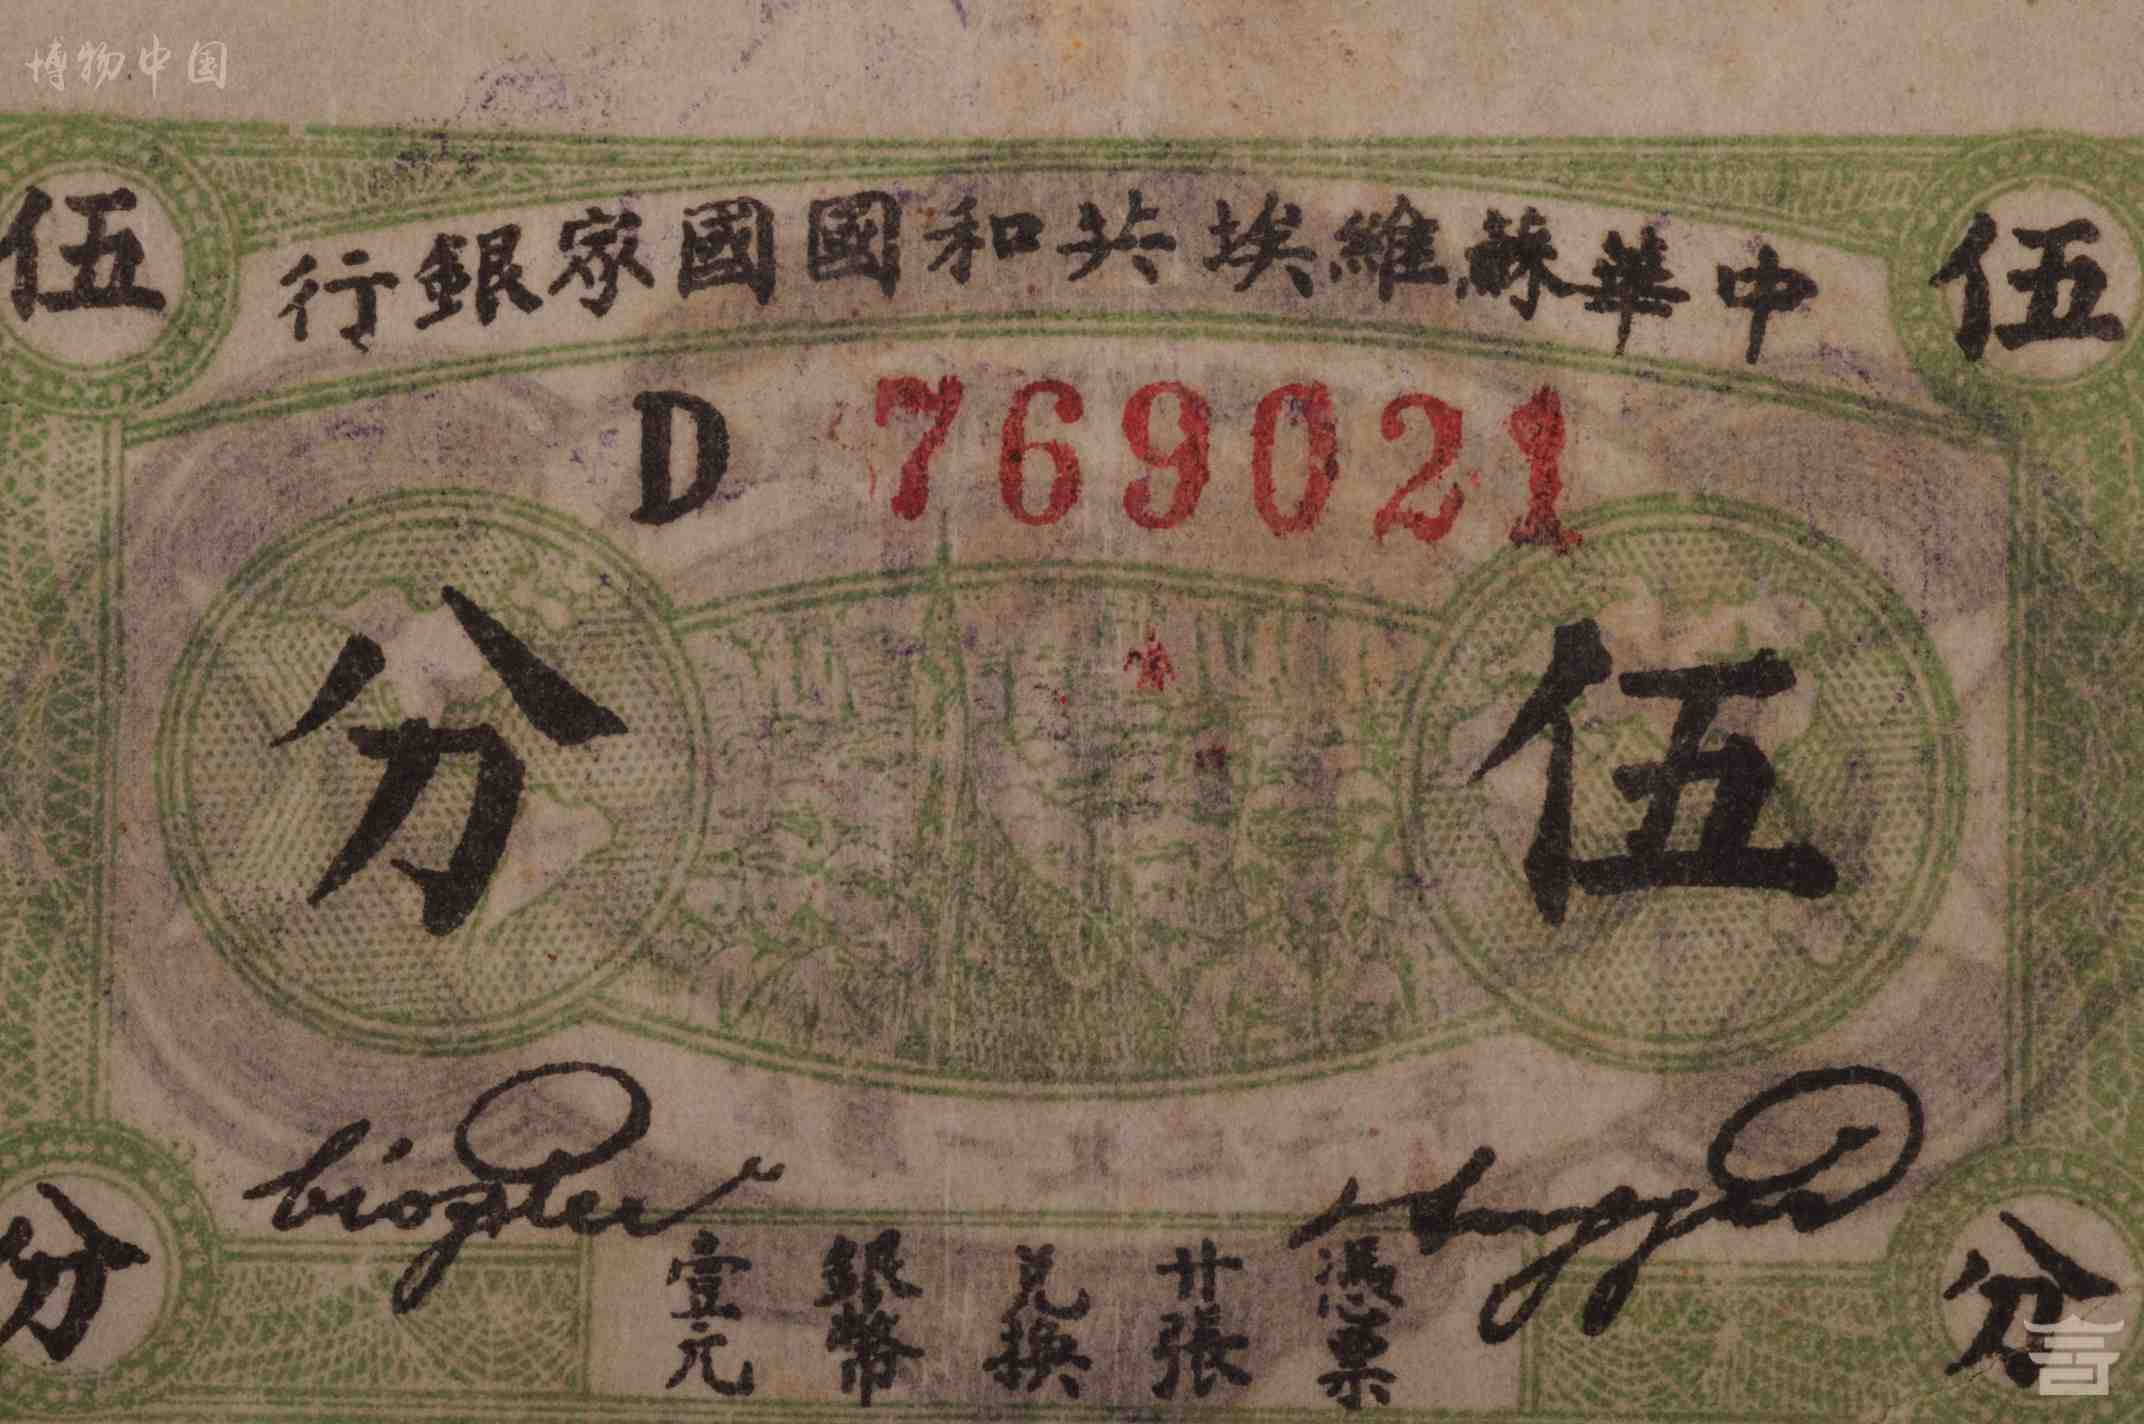 博物中国
伍 伍
中華蘇維埃共和國國家銀行
D 769021
伍分
分 分
憑票廿張兑換銀幣壹元